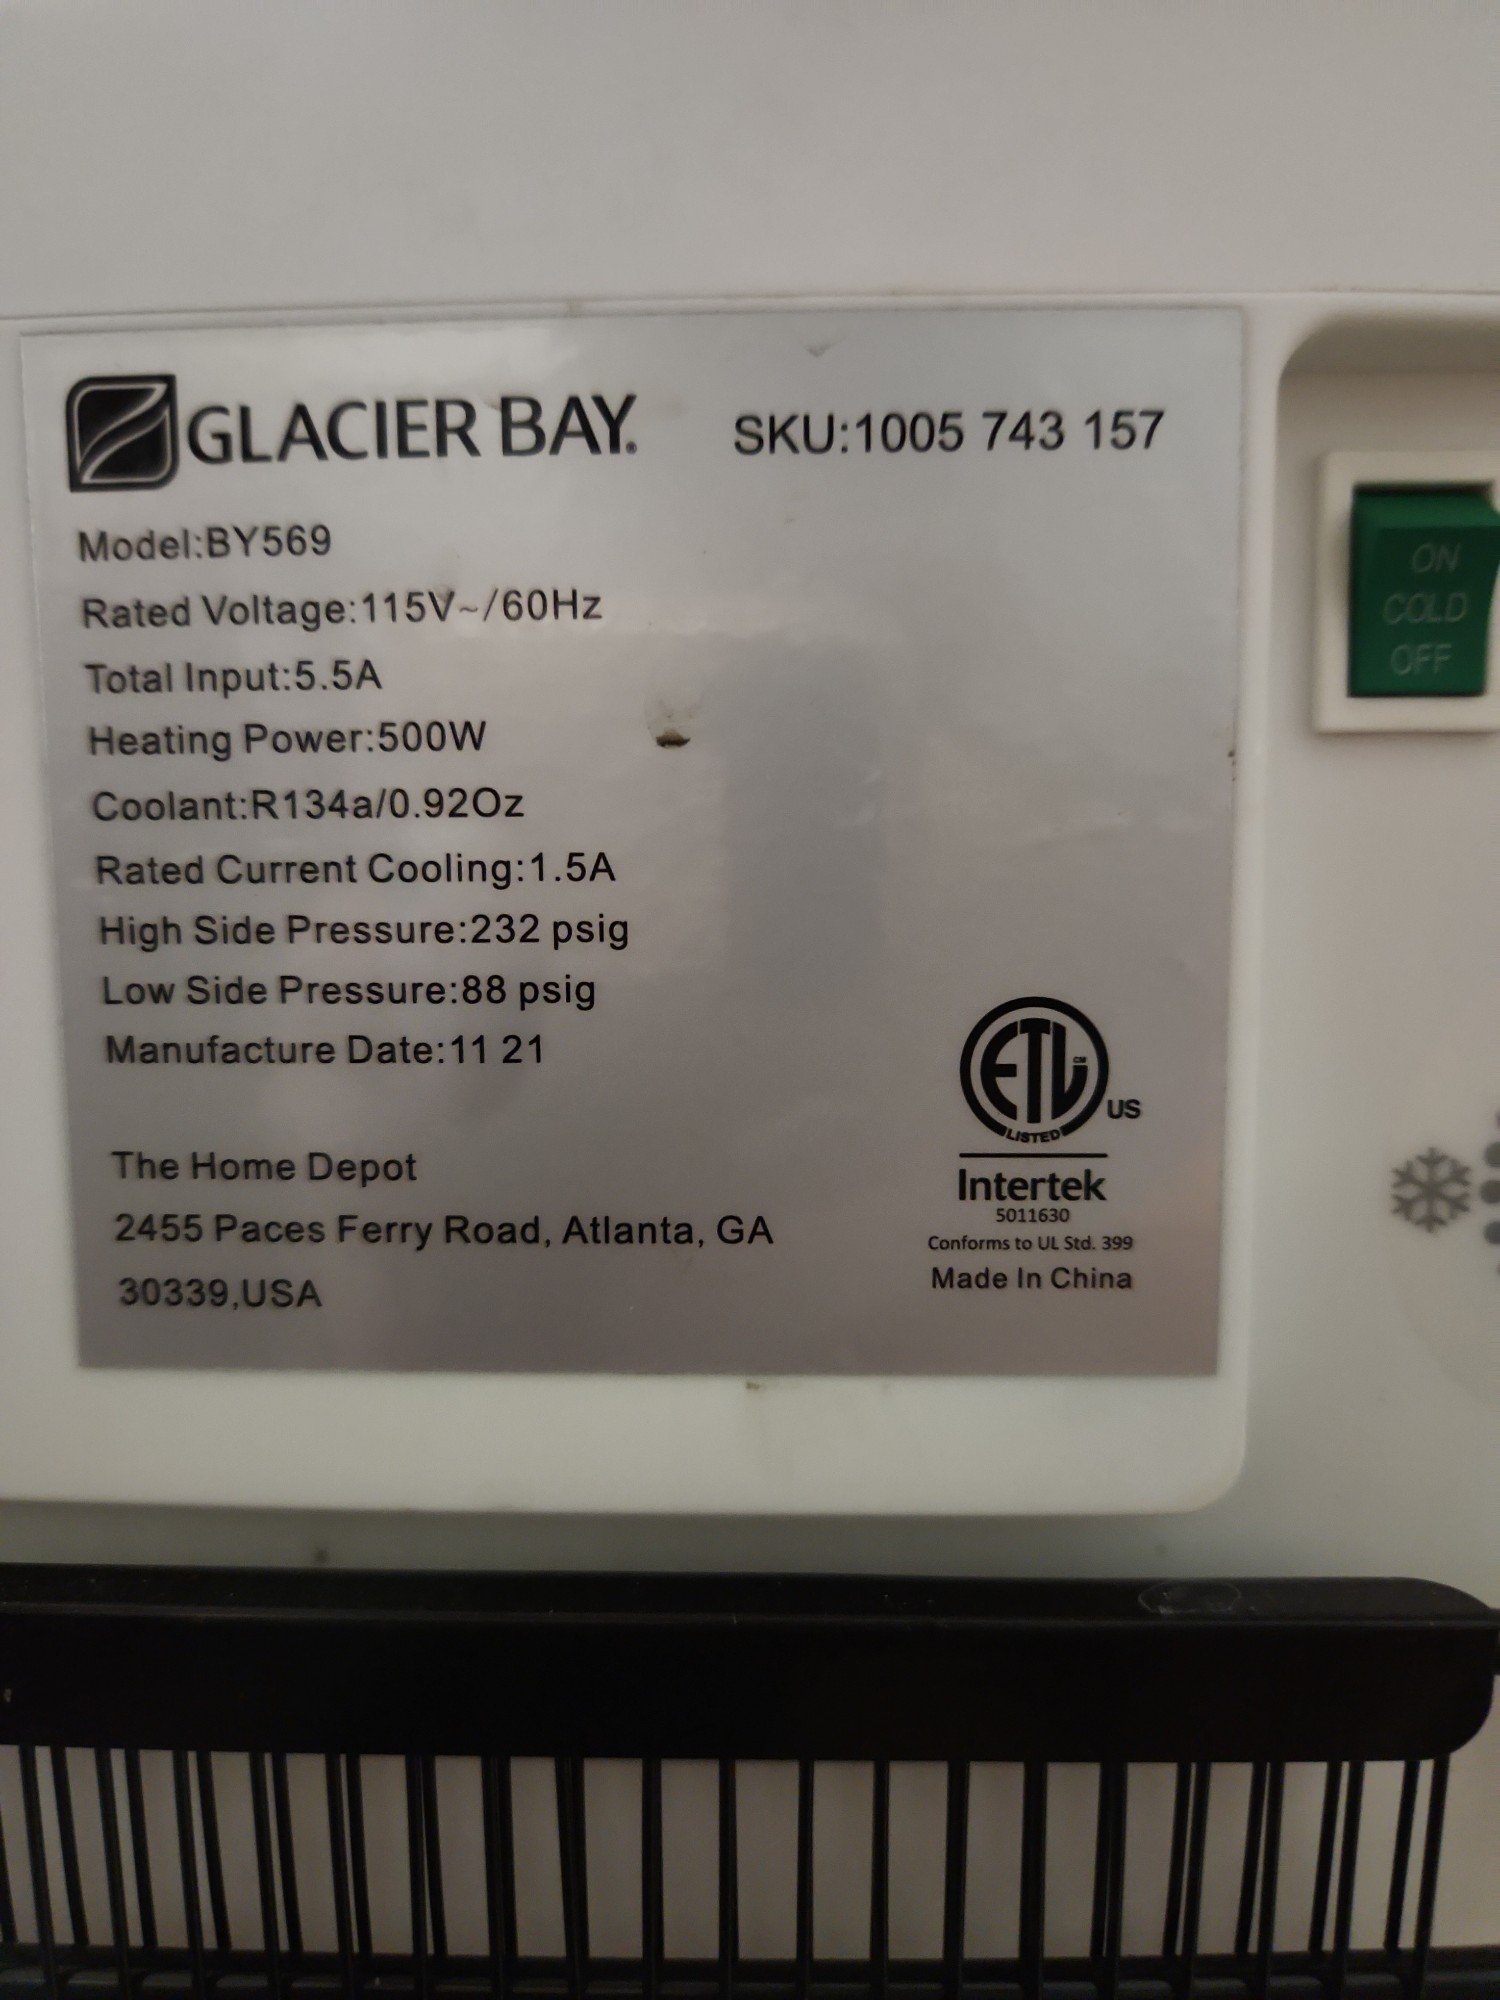 GLACIER BAY. SKU:1005 743 157
Model:BY569
Rated Voltage:115V~/60Hz
Total Input:5.5A
Heating Power:500W
Coolant:R134a/0.92Oz
Rated Current Cooling:1.5A
High Side Pressure:232 psig
Low Side Pressure:88 psig
Manufacture Date:11 21
The Home Depot
2455 Paces Ferry Road, Atlanta, GA
30339,USA
ETL CM
US
LISTED
Intertek
5011630
Conforms to UL Std. 399
Made In China
ON
COLD
OFF